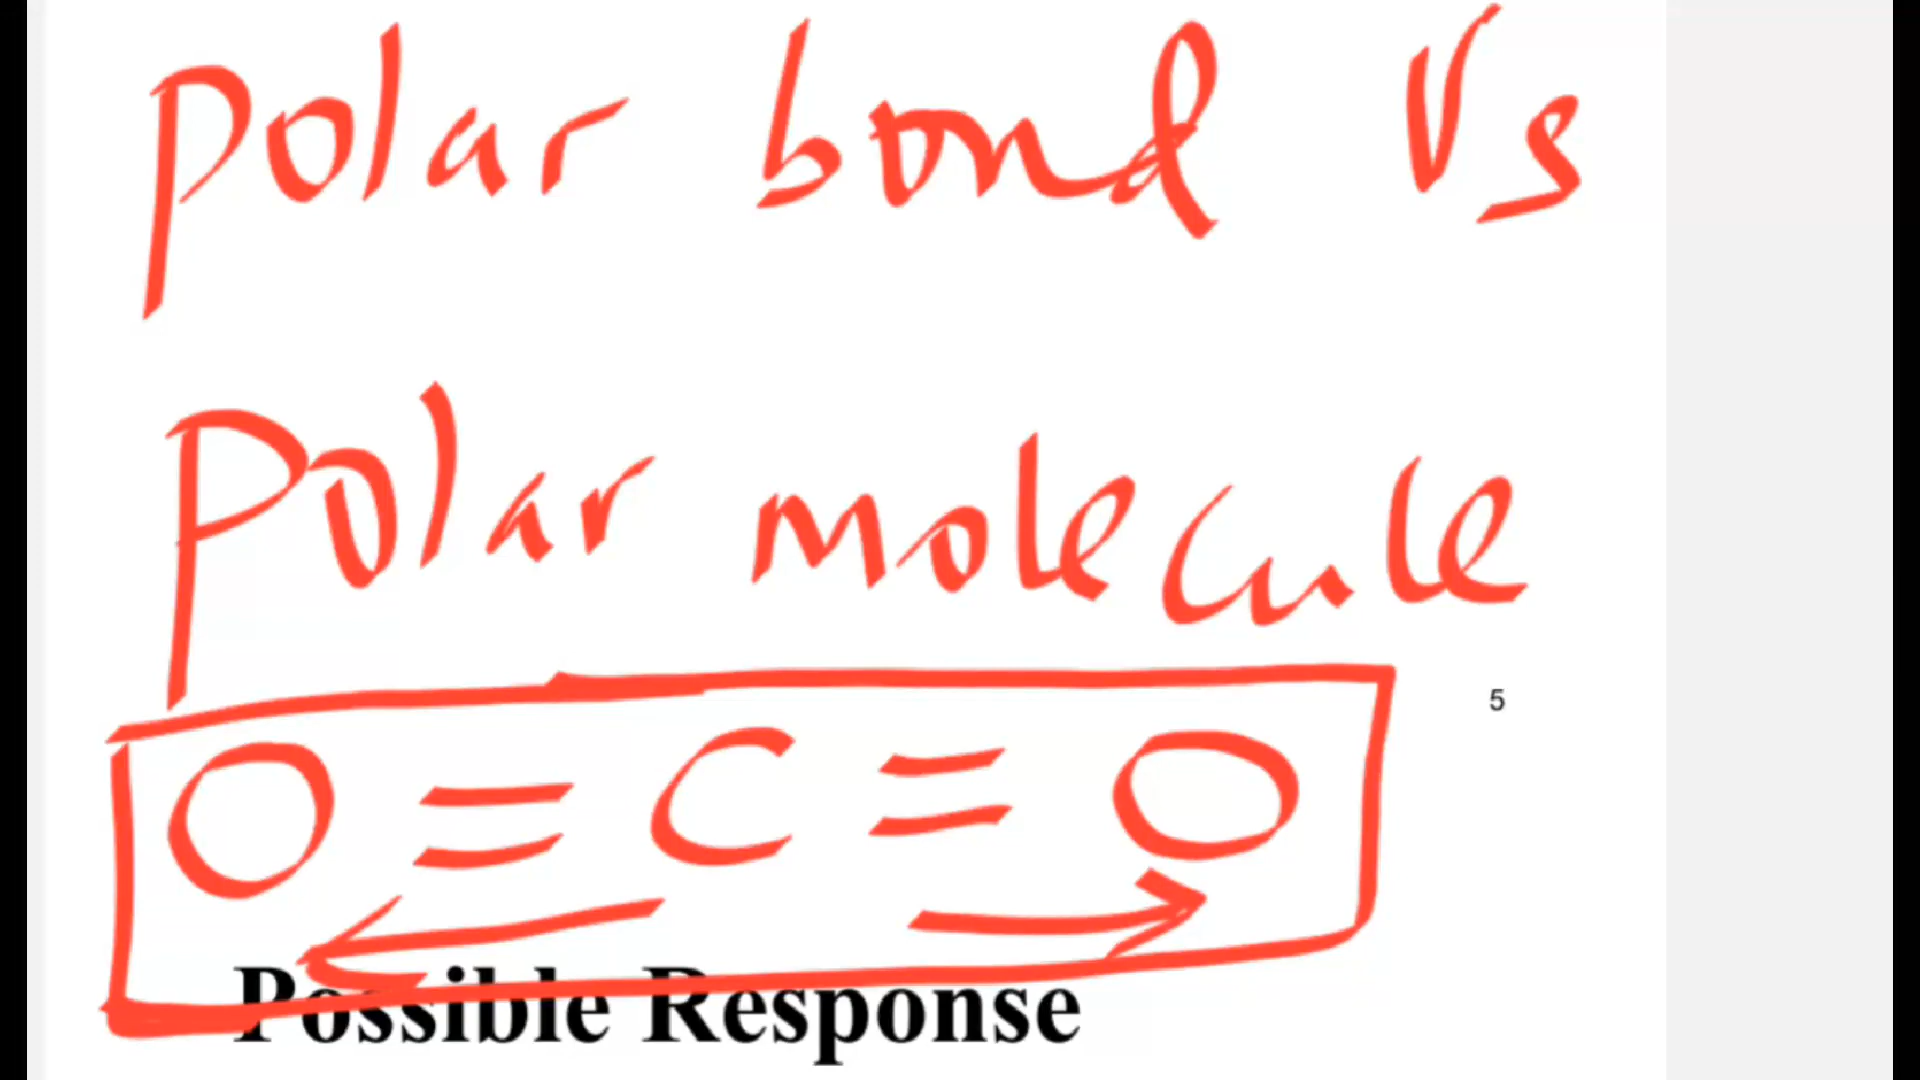 polar bond Vs
Polar molecule
5
O = C = O
Possible Response